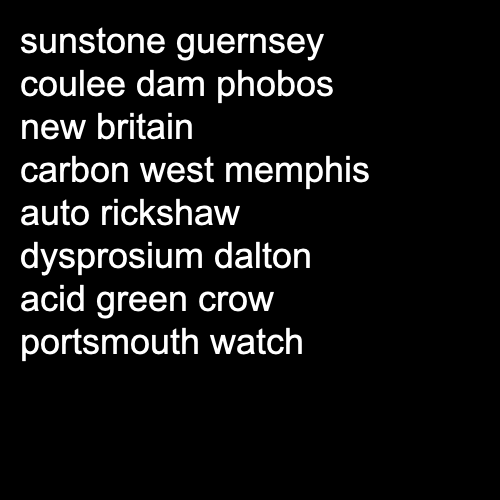 sunstone guernsey
coulee dam phobos
new britain
carbon west memphis
auto rickshaw
dysprosium dalton
acid green crow
portsmouth watch